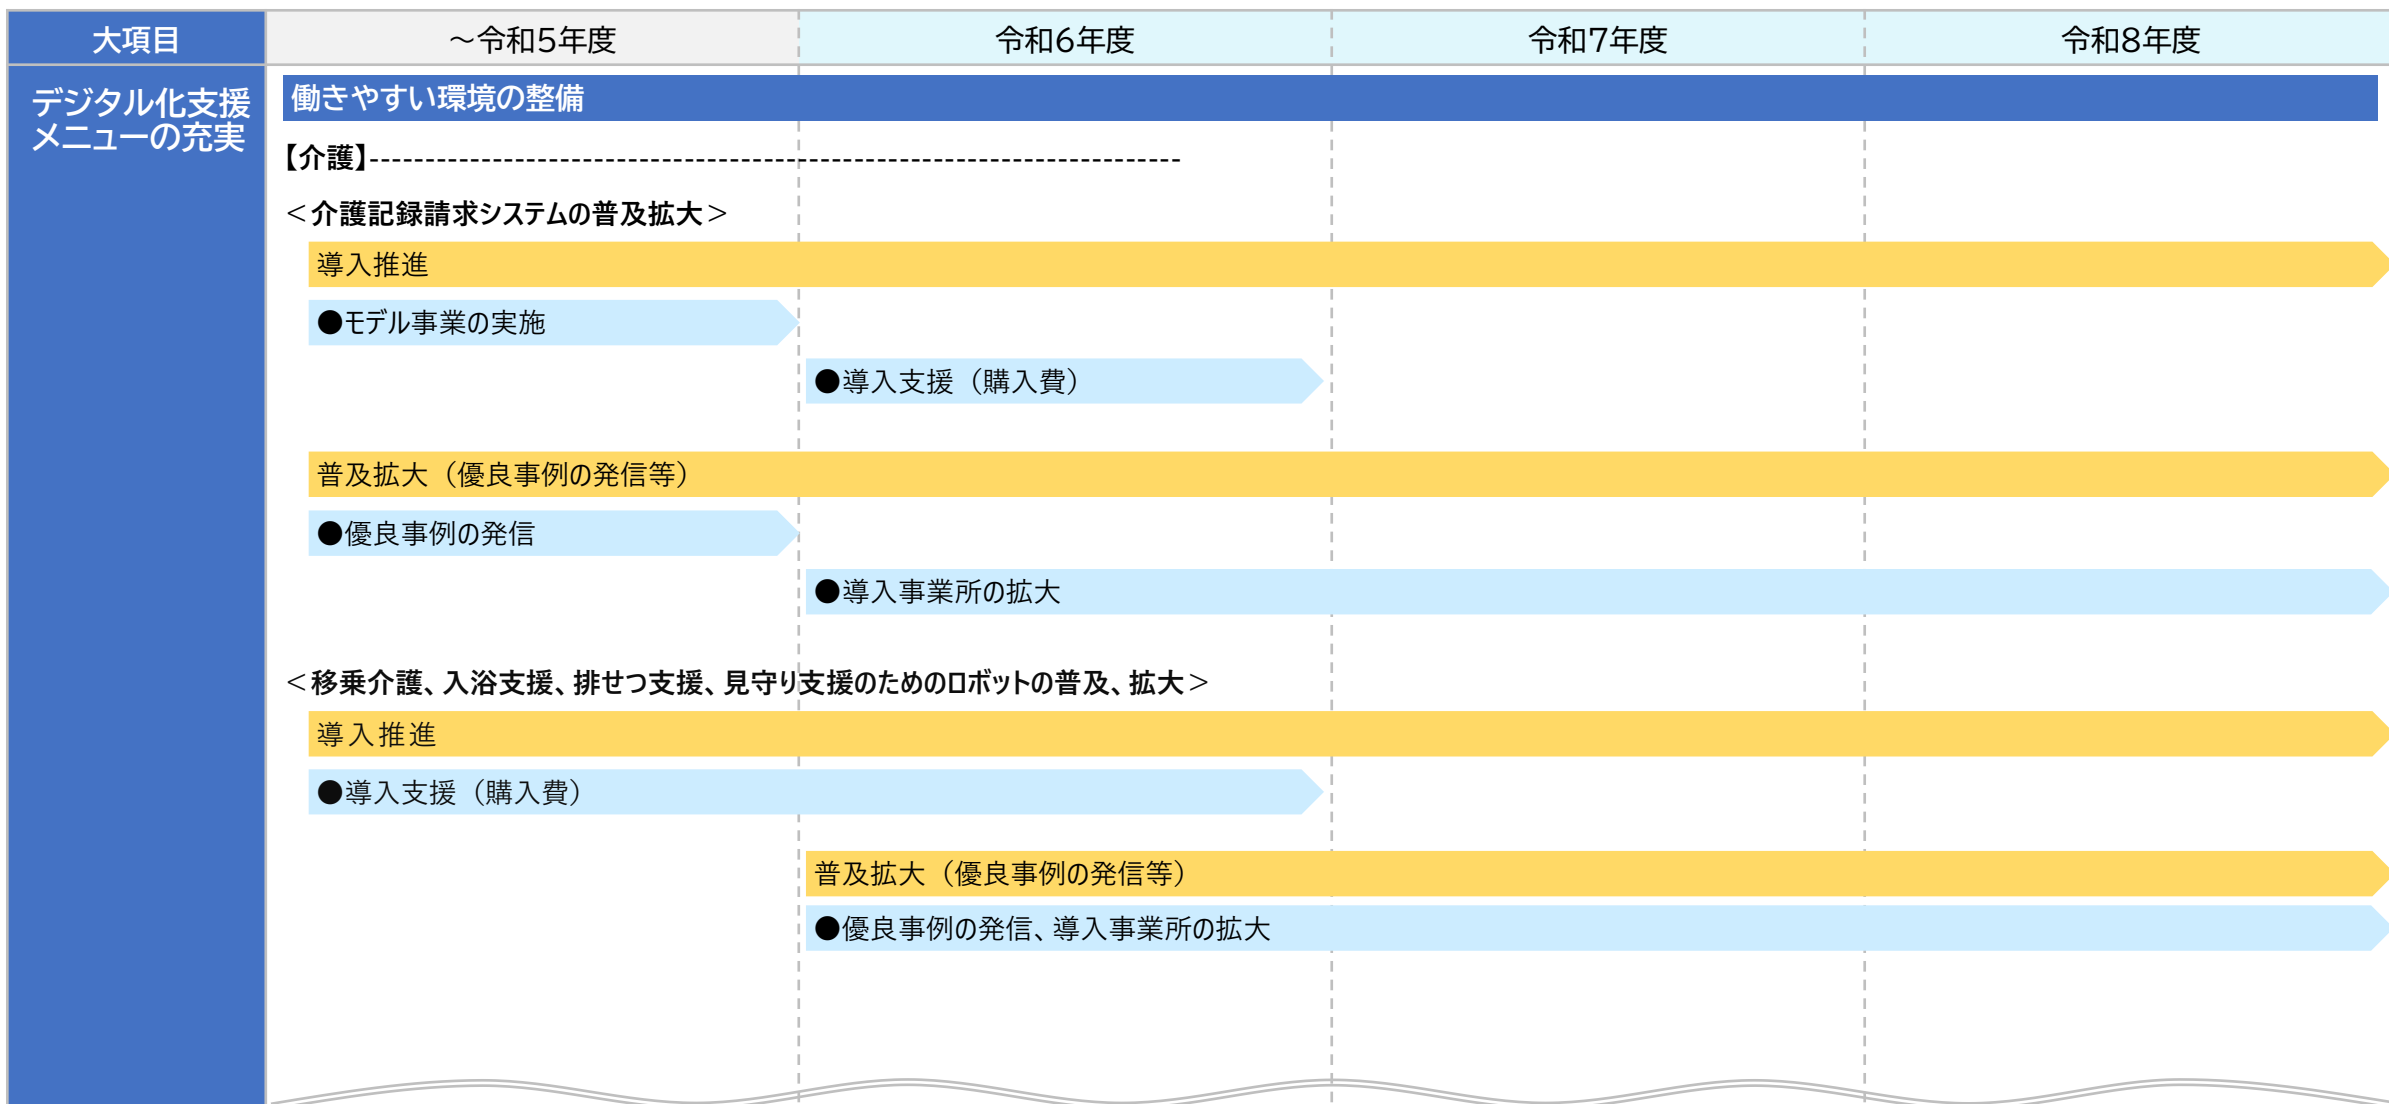 大項目
～令和5年度
令和6年度
令和7年度
令和8年度
デジタル化支援
メニューの充実
働きやすい環境の整備
【介護】
＜介護記録請求システムの普及拡大＞
導入推進
●モデル事業の実施
●導入支援（購入費）
普及拡大（優良事例の発信等）
●優良事例の発信
●導入事業所の拡大
＜移乗介護、入浴支援、排せつ支援、見守り支援のためのロボットの普及、拡大＞
導入推進
●導入支援（購入費）
普及拡大（優良事例の発信等）
●優良事例の発信、導入事業所の拡大